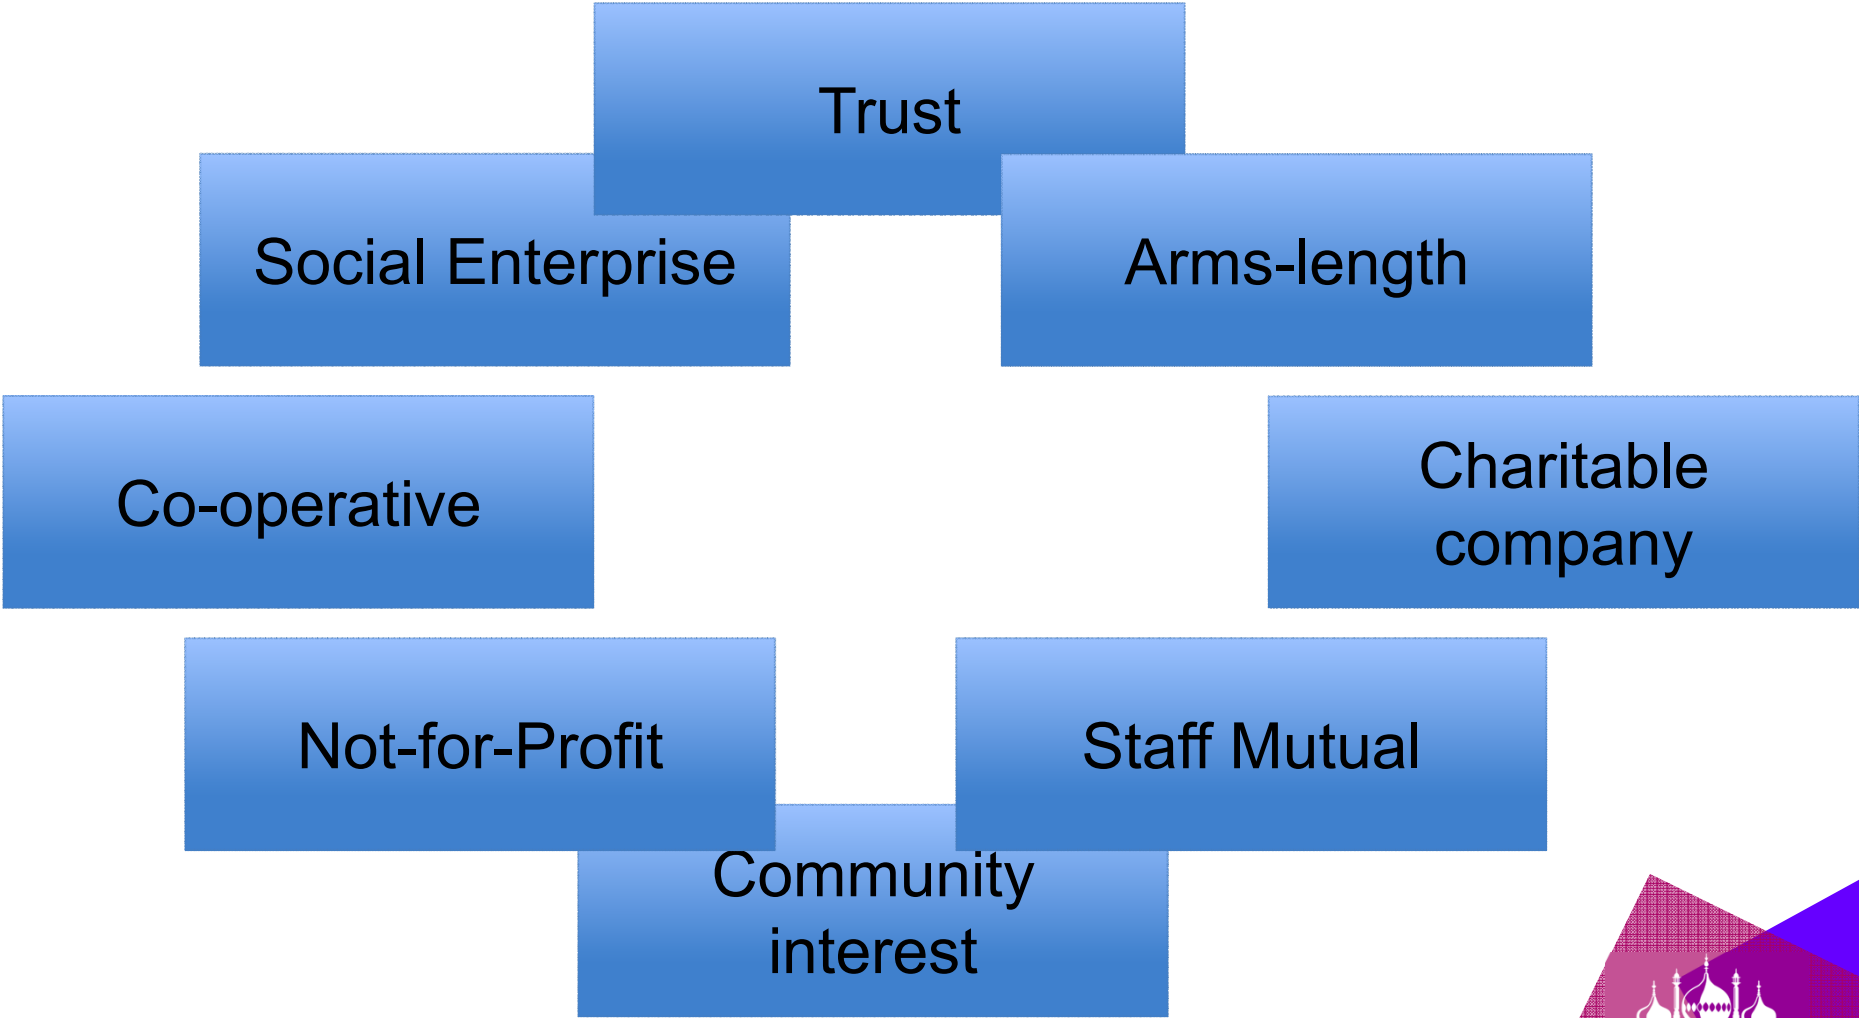 Trust
Social Enterprise
Arms-length
Co-operative
Charitable
company
Not-for-Profit
Staff Mutual
Community
interest